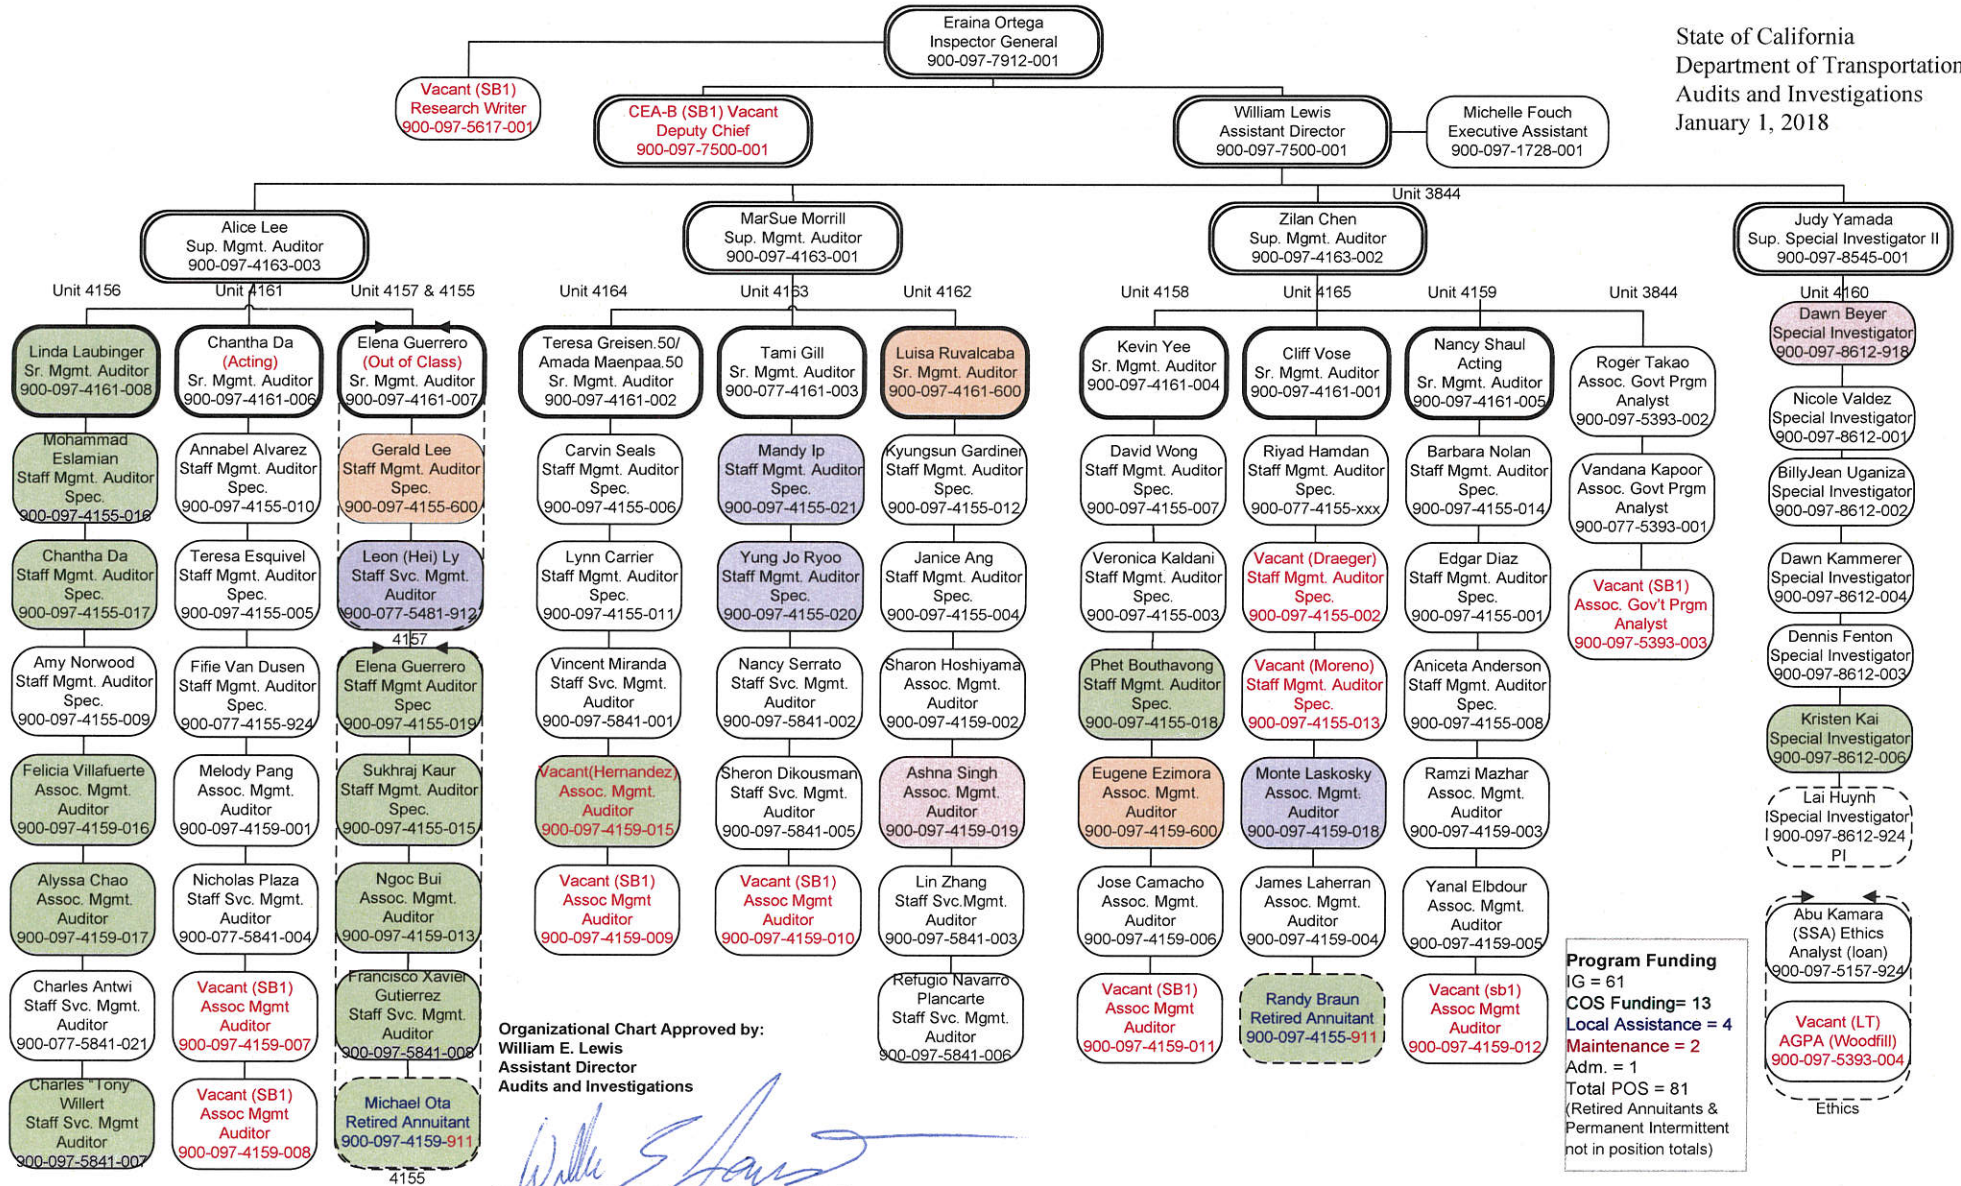 Eraina Ortega
Inspector General
900-097-7912-001
State of California
Department of Transportation
Audits and Investigations
January 1, 2018
Vacant (SB1)
Research Writer
900-097-5617-001
CEA-B (SB1) Vacant
Deputy Chief
900-097-7500-001
William Lewis
Assistant Director
900-097-7500-001
Michelle Fouch
Executive Assistant
900-097-1728-001
Unit 3844
Alice Lee
Sup. Mgmt. Auditor
900-097-4163-003
MarSue Morrill
Sup. Mgmt. Auditor
900-097-4163-001
Zilan Chen
Sup. Mgmt. Auditor
900-097-4163-002
Judy Yamada
Sup. Special Investigator II
900-097-8545-001
Unit 4156
Linda Laubinger
Sr. Mgmt. Auditor
900-097-4161-008
Mohammad
Eslamian
Staff Mgmt. Auditor
Spec.
900-097-4155-016
Chantha Da
Staff Mgmt. Auditor
Spec.
900-097-4155-017
Amy Norwood
Staff Mgmt. Auditor
Spec.
900-097-4155-009
Felicia Villafuerte
Assoc. Mgmt.
Auditor
900-097-4159-016
Alyssa Chao
Assoc. Mgmt.
Auditor
900-097-4159-017
Charles Antwi
Staff Svc. Mgmt.
Auditor
900-077-5841-021
Charles "Tony"
Willert
Staff Svc. Mgmt
Auditor
900-097-5841-007
Unit 4161
Chantha Da
(Acting)
Sr. Mgmt. Auditor
900-097-4161-006
Annabel Alvarez
Staff Mgmt. Auditor
Spec.
900-097-4155-010
Teresa Esquivel
Staff Mgmt. Auditor
Spec.
900-097-4155-005
Fifie Van Dusen
Staff Mgmt. Auditor
Spec.
900-077-4155-924
Melody Pang
Assoc. Mgmt.
Auditor
900-097-4159-001
Nicholas Plaza
Staff Svc. Mgmt.
Auditor
900-077-5841-004
Vacant (SB1)
Assoc Mgmt
Auditor
900-097-4159-007
Vacant (SB1)
Assoc Mgmt
Auditor
900-097-4159-008
Unit 4157 & 4155
Elena Guerrero
(Out of Class)
Sr. Mgmt. Auditor
900-097-4161-007
Gerald Lee
Staff Mgmt. Auditor
Spec.
900-097-4155-600
Leon (Hei) Ly
Staff Svc. Mgmt.
Auditor
900-077-5481-912
4157
Elena Guerrero
Staff Mgmt Auditor
Spec
900-097-4155-019
Sukhraj Kaur
Staff Mgmt. Auditor
Spec.
900-097-4155-015
Ngoc Bui
Assoc. Mgmt.
Auditor
900-097-4159-013
Francisco Xavier
Gutierrez
Staff Svc. Mgmt.
Auditor
900-097-5841-008
Michael Ota
Retired Annuitant
900-097-4159-911
4155
Unit 4164
Teresa Greisen.50/
Amada Maenpaa.50
Sr. Mgmt. Auditor
900-097-4161-002
Carvin Seals
Staff Mgmt. Auditor
Spec.
900-097-4155-006
Lynn Carrier
Staff Mgmt. Auditor
Spec.
900-097-4155-011
Vincent Miranda
Staff Svc. Mgmt.
Auditor
900-097-5841-001
Vacant(Hernandez)
Assoc. Mgmt.
Auditor
900-097-4159-015
Vacant (SB1)
Assoc Mgmt
Auditor
900-097-4159-009
Unit 4163
Tami Gill
Sr. Mgmt. Auditor
900-077-4161-003
Mandy Ip
Staff Mgmt. Auditor
Spec.
900-097-4155-021
Yung Jo Ryoo
Staff Mgmt. Auditor
Spec.
900-097-4155-020
Nancy Serrato
Staff Svc. Mgmt.
Auditor
900-097-5841-002
Sheron Dikousman
Staff Svc. Mgmt.
Auditor
900-097-5841-005
Vacant (SB1)
Assoc Mgmt
Auditor
900-097-4159-010
Unit 4162
Luisa Ruvalcaba
Sr. Mgmt. Auditor
900-097-4161-600
Kyungsun Gardiner
Staff Mgmt. Auditor
Spec.
900-097-4155-012
Janice Ang
Staff Mgmt. Auditor
Spec.
900-097-4155-004
Sharon Hoshiyama
Assoc. Mgmt.
Auditor
900-097-4159-002
Ashna Singh
Assoc. Mgmt.
Auditor
900-097-4159-019
Lin Zhang
Staff Svc.Mgmt.
Auditor
900-097-5841-003
Refugio Navarro
Plancarte
Staff Svc. Mgmt.
Auditor
900-097-5841-006
Unit 4158
Kevin Yee
Sr. Mgmt. Auditor
900-097-4161-004
David Wong
Staff Mgmt. Auditor
Spec.
900-097-4155-007
Veronica Kaldani
Staff Mgmt. Auditor
Spec.
900-097-4155-003
Phet Bouthavong
Staff Mgmt. Auditor
Spec.
900-097-4155-018
Eugene Ezimora
Assoc. Mgmt.
Auditor
900-097-4159-600
Jose Camacho
Assoc. Mgmt.
Auditor
900-097-4159-006
Vacant (SB1)
Assoc Mgmt
Auditor
900-097-4159-011
Unit 4165
Cliff Vose
Sr. Mgmt. Auditor
900-097-4161-001
Riyad Hamdan
Staff Mgmt. Auditor
Spec.
900-077-4155-xxx
Vacant (Draeger)
Staff Mgmt. Auditor
Spec.
900-097-4155-002
Vacant (Moreno)
Staff Mgmt. Auditor
Spec.
900-097-4155-013
Monte Laskosky
Assoc. Mgmt.
Auditor
900-097-4159-018
James Laherran
Assoc. Mgmt.
Auditor
900-097-4159-004
Randy Braun
Retired Annuitant
900-097-4155-911
Unit 4159
Nancy Shaul
Acting
Sr. Mgmt. Auditor
900-097-4161-005
Barbara Nolan
Staff Mgmt. Auditor
Spec.
900-097-4155-014
Edgar Diaz
Staff Mgmt. Auditor
Spec.
900-097-4155-001
Aniceta Anderson
Staff Mgmt. Auditor
Spec.
900-097-4155-008
Ramzi Mazhar
Assoc. Mgmt.
Auditor
900-097-4159-003
Yanal Elbdour
Assoc. Mgmt.
Auditor
900-097-4159-005
Vacant (sb1)
Assoc Mgmt
Auditor
900-097-4159-012
Unit 3844
Roger Takao
Assoc. Govt Prgm
Analyst
900-097-5393-002
Vandana Kapoor
Assoc. Govt Prgm
Analyst
900-077-5393-001
Vacant (SB1)
Assoc. Gov't Prgm
Analyst
900-097-5393-003
Unit 4160
Dawn Beyer
Special Investigator
900-097-8612-918
Nicole Valdez
Special Investigator
900-097-8612-001
BillyJean Uganiza
Special Investigator
900-097-8612-002
Dawn Kammerer
Special Investigator
900-097-8612-004
Dennis Fenton
Special Investigator
900-097-8612-003
Kristen Kai
Special Investigator
900-097-8612-006
Lai Huynh
Special Investigator
900-097-8612-924
PI
Abu Kamara
(SSA) Ethics
Analyst (loan)
900-097-5157-924
Vacant (LT)
AGPA (Woodfill)
900-097-5393-004
Ethics
Program Funding
IG = 61
COS Funding= 13
Local Assistance = 4
Maintenance = 2
Adm. = 1
Total POS = 81
(Retired Annuitants &
Permanent Intermittent
not in position totals)
Organizational Chart Approved by:
William E. Lewis
Assistant Director
Audits and Investigations